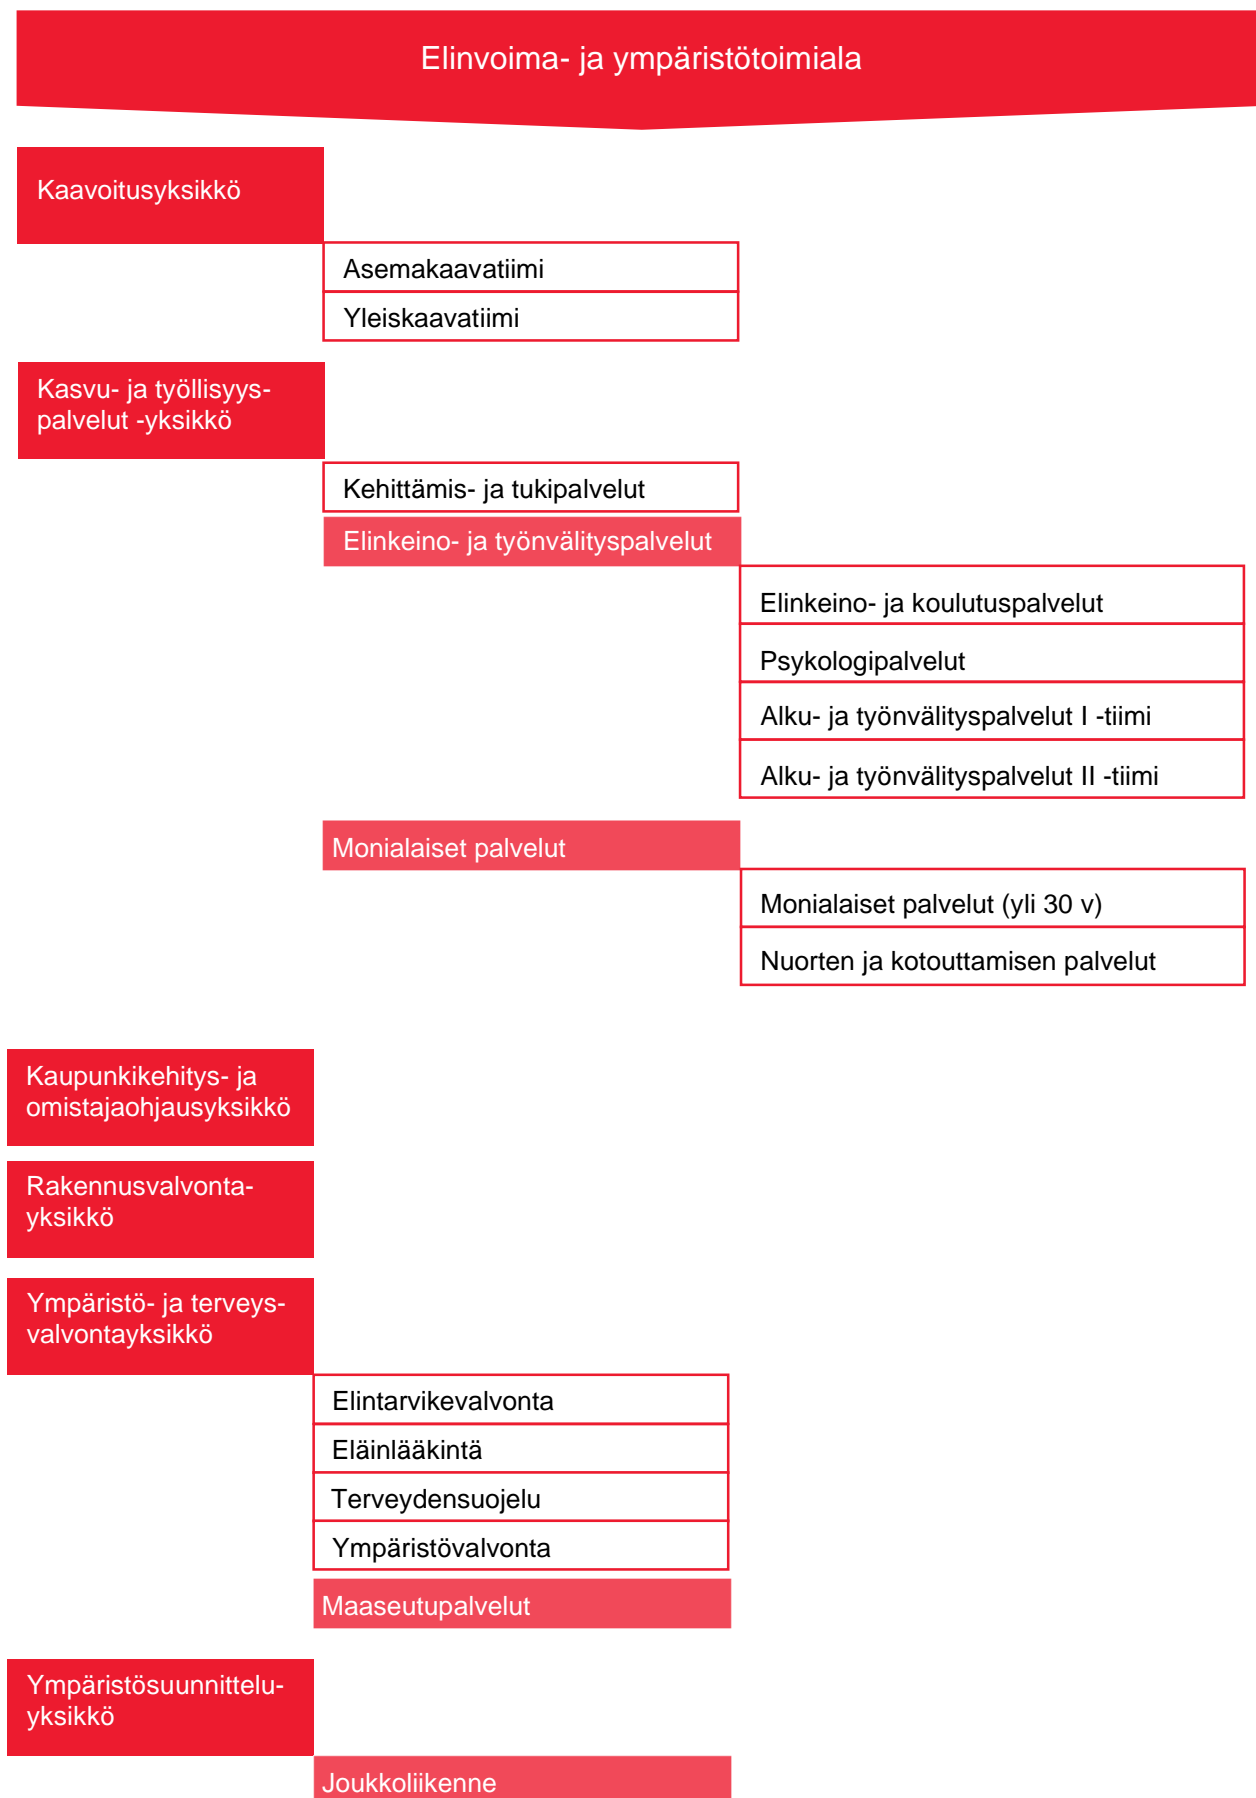 Elinvoima- ja ympäristötoimiala
Kaavoitusyksikkö
Asemakaavatiimi
Yleiskaavatiimi
Kasvu- ja työllisyys-
palvelut -yksikkö
Kehittämis- ja tukipalvelut
Elinkeino- ja työnvälityspalvelut
Elinkeino- ja koulutuspalvelut
Psykologipalvelut
Alku- ja työnvälityspalvelut I -tiimi
Alku- ja työnvälityspalvelut II -tiimi
Monialaiset palvelut
Monialaiset palvelut (yli 30 v)
Nuorten ja kotouttamisen palvelut
Kaupunkikehitys- ja
omistajaohjausyksikkö
Rakennusvalvonta-
yksikkö
Ympäristö- ja terveys-
valvontayksikkö
Elintarvikevalvonta
Eläinlääkintä
Terveydensuojelu
Ympäristövalvonta
Maaseutupalvelut
Ympäristösuunnittelu-
yksikkö
Joukkoliikenne